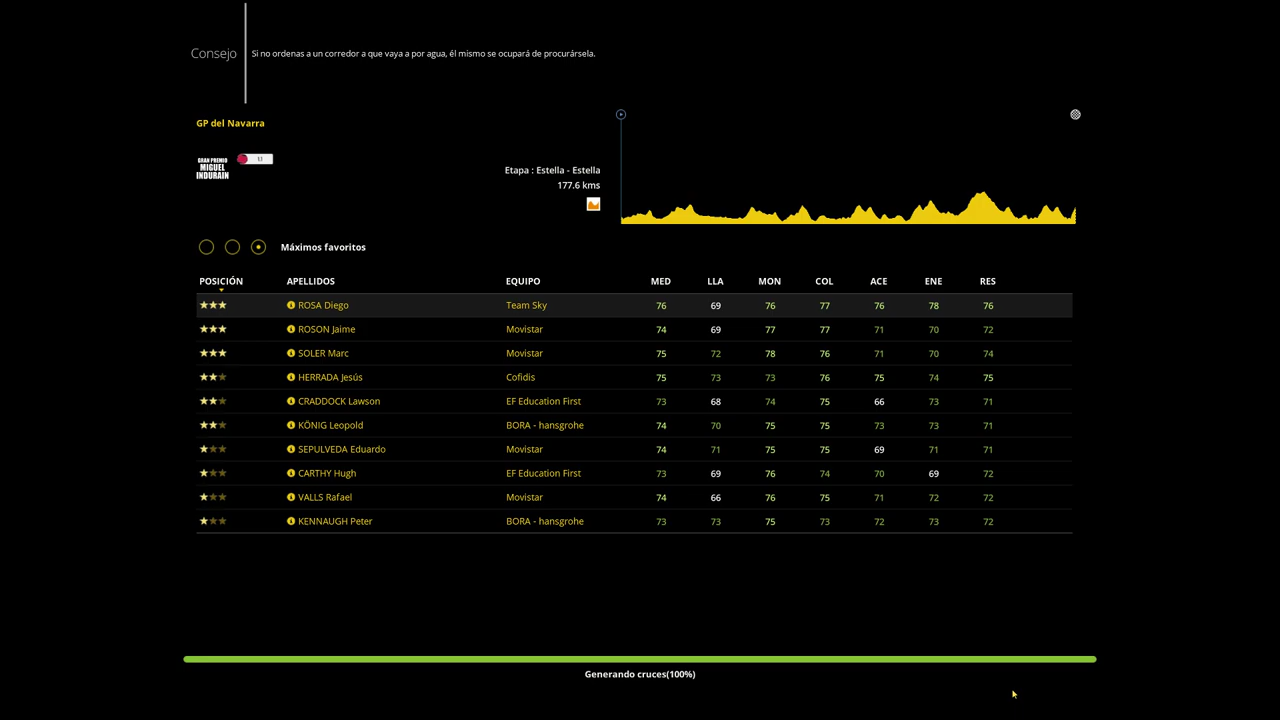 Consejo
Si no ordenas a un corredor a que vaya a por agua, él mismo se ocupará de procurársela.
GP del Navarra
GRAN PREMIO
MIGUEL
INDURAIN
1.1
Etapa : Estella - Estella
177.6 kms
Máximos favoritos
POSICIÓN APELLIDOS EQUIPO MED LLA MON COL ACE ENE RES
ROSA Diego Team Sky 76 69 76 77 76 78 76
ROSON Jaime Movistar 74 69 77 77 71 70 72
SOLER Marc Movistar 75 72 78 76 71 70 74
HERRADA Jesús Cofidis 75 73 73 76 75 74 75
CRADDOCK Lawson EF Education First 73 68 74 75 66 73 71
KÖNIG Leopold BORA - hansgrohe 74 70 75 75 73 73 71
SEPULVEDA Eduardo Movistar 74 71 75 75 69 71 71
CARTHY Hugh EF Education First 73 69 76 74 70 69 72
VALLS Rafael Movistar 74 66 76 75 71 72 72
KENNAUGH Peter BORA - hansgrohe 73 73 75 73 72 73 72
Generando cruces(100%)